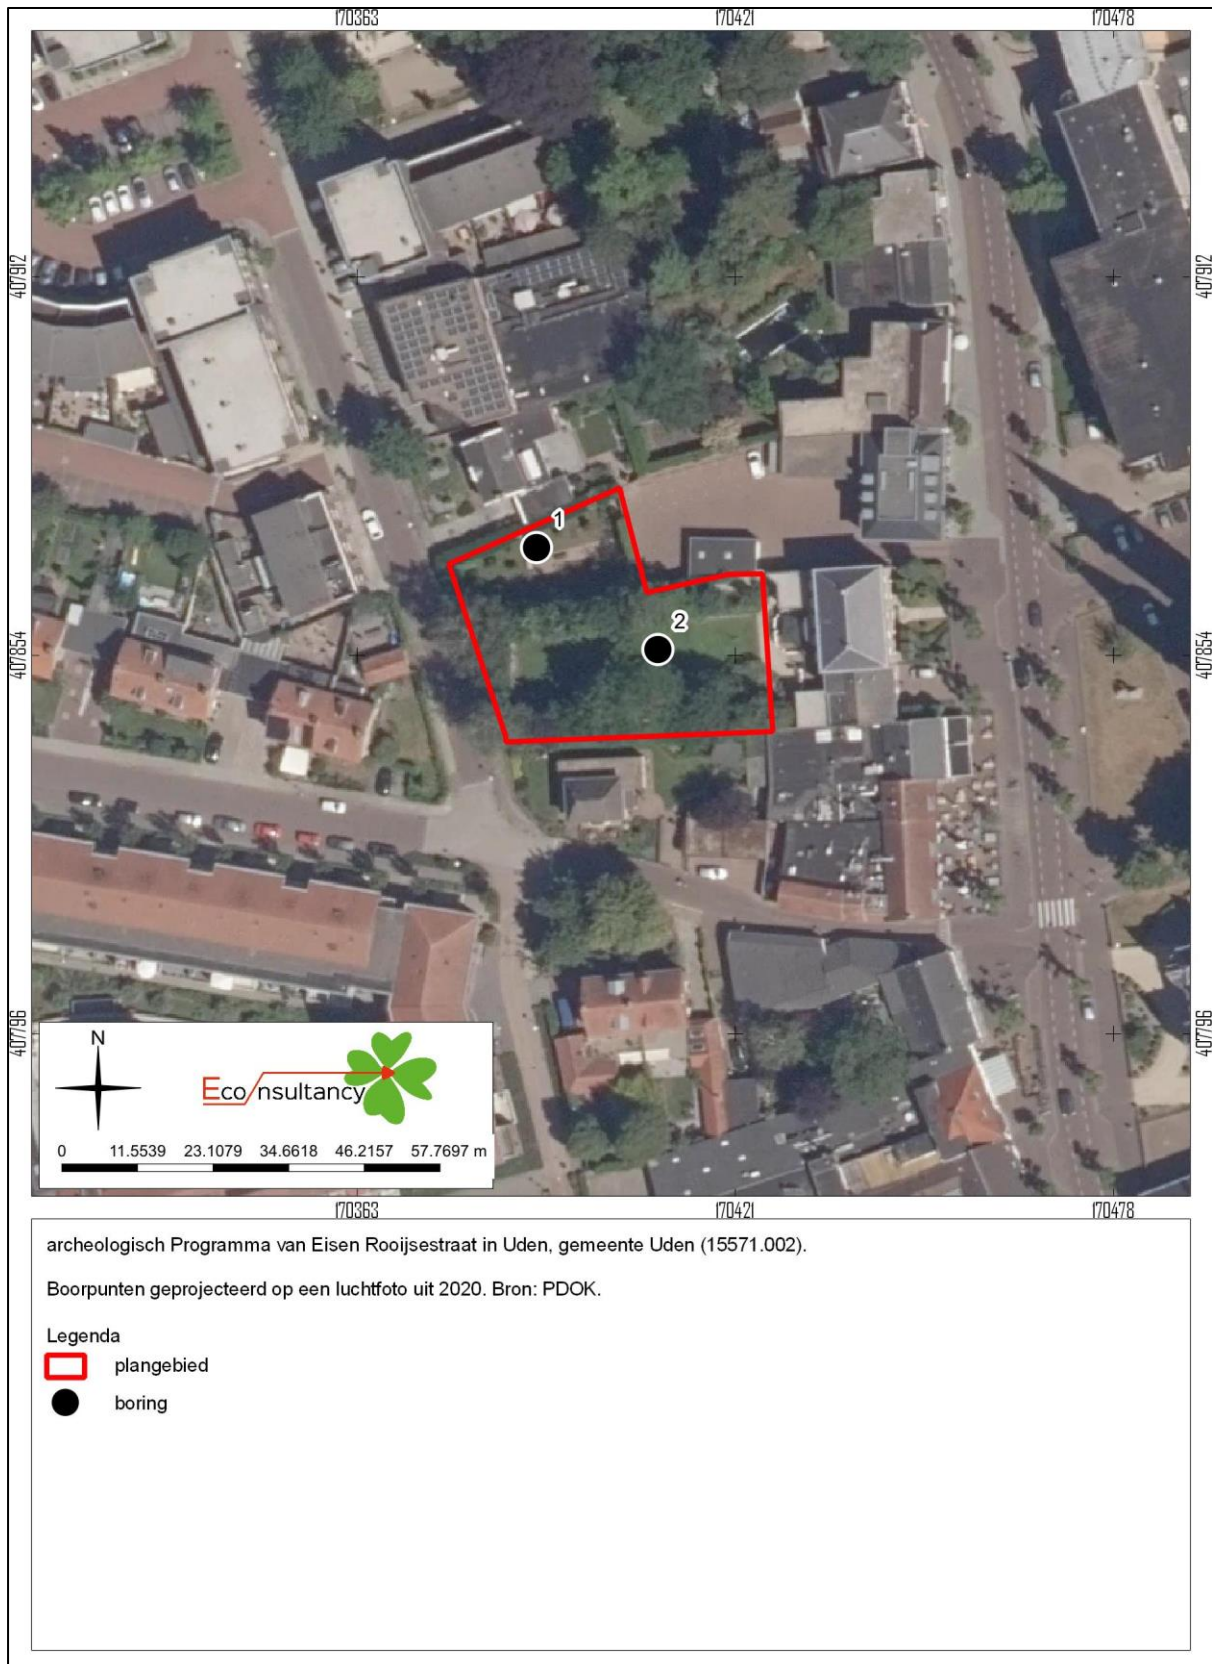 170363 170421 170478
407912 407912
1
2
407854 407854
407796 407796
N
Econsultancy
0 11.5539 23.1079 34.6618 46.2157 57.7697 m
170363 170421 170478
archeologisch Programma van Eisen Rooijsestraat in Uden, gemeente Uden (15571.002).
Boorpunten geprojecteerd op een luchtfoto uit 2020. Bron: PDOK.
Legenda
plangebied
boring